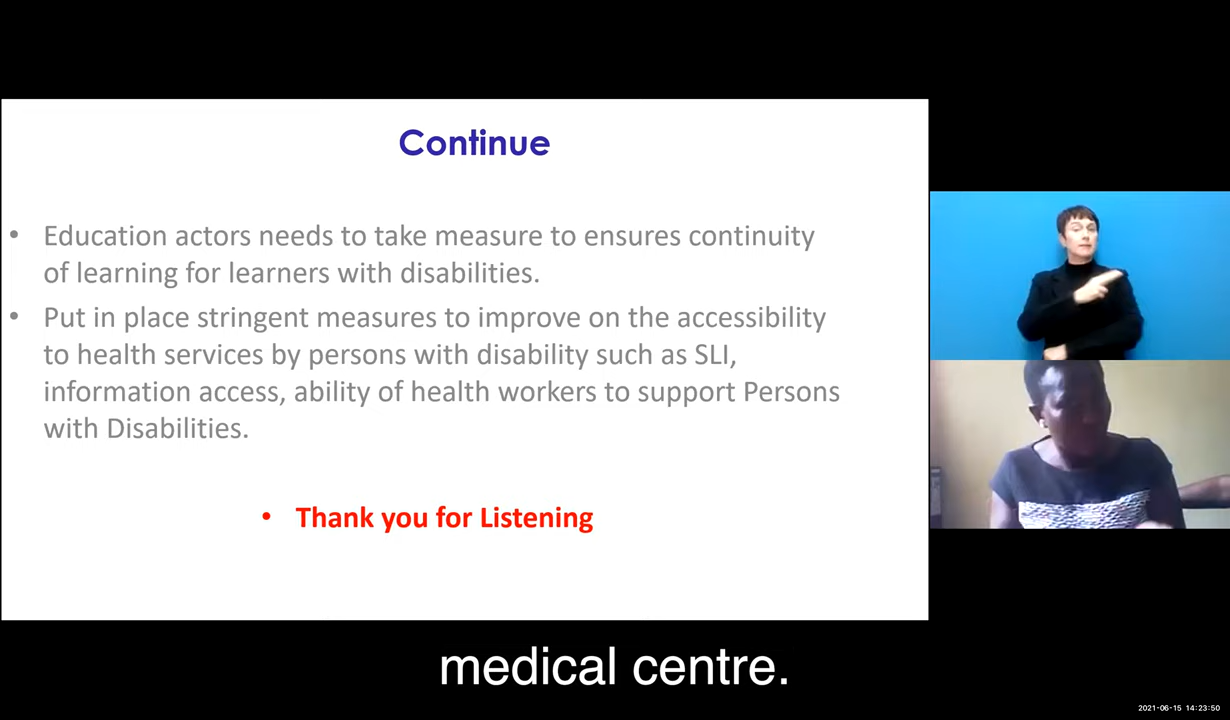 Continue
• Education actors needs to take measure to ensures continuity
of learning for learners with disabilities.
• Put in place stringent measures to improve on the accessibility
to health services by persons with disability such as SLI,
information access, ability of health workers to support Persons
with Disabilities.
• Thank you for Listening
medical centre.
2021-06-15 14:23:50